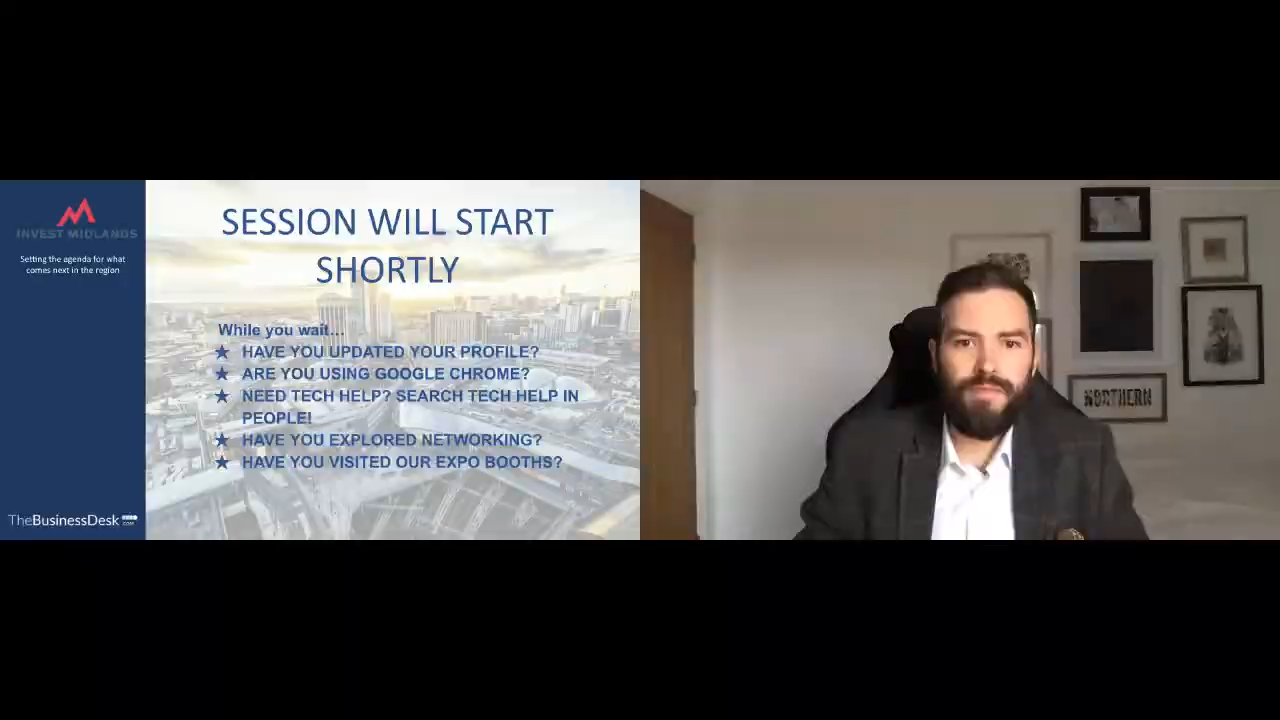 INVEST MIDLANDS
Setting the agenda for what
comes next in the region
TheBusinessDesk
.com
SESSION WILL START
SHORTLY
While you wait...
★ HAVE YOU UPDATED YOUR PROFILE?
★ ARE YOU USING GOOGLE CHROME?
★ NEED TECH HELP? SEARCH TECH HELP IN
PEOPLE!
★ HAVE YOU EXPLORED NETWORKING?
★ HAVE YOU VISITED OUR EXPO BOOTHS?
NORTHERN